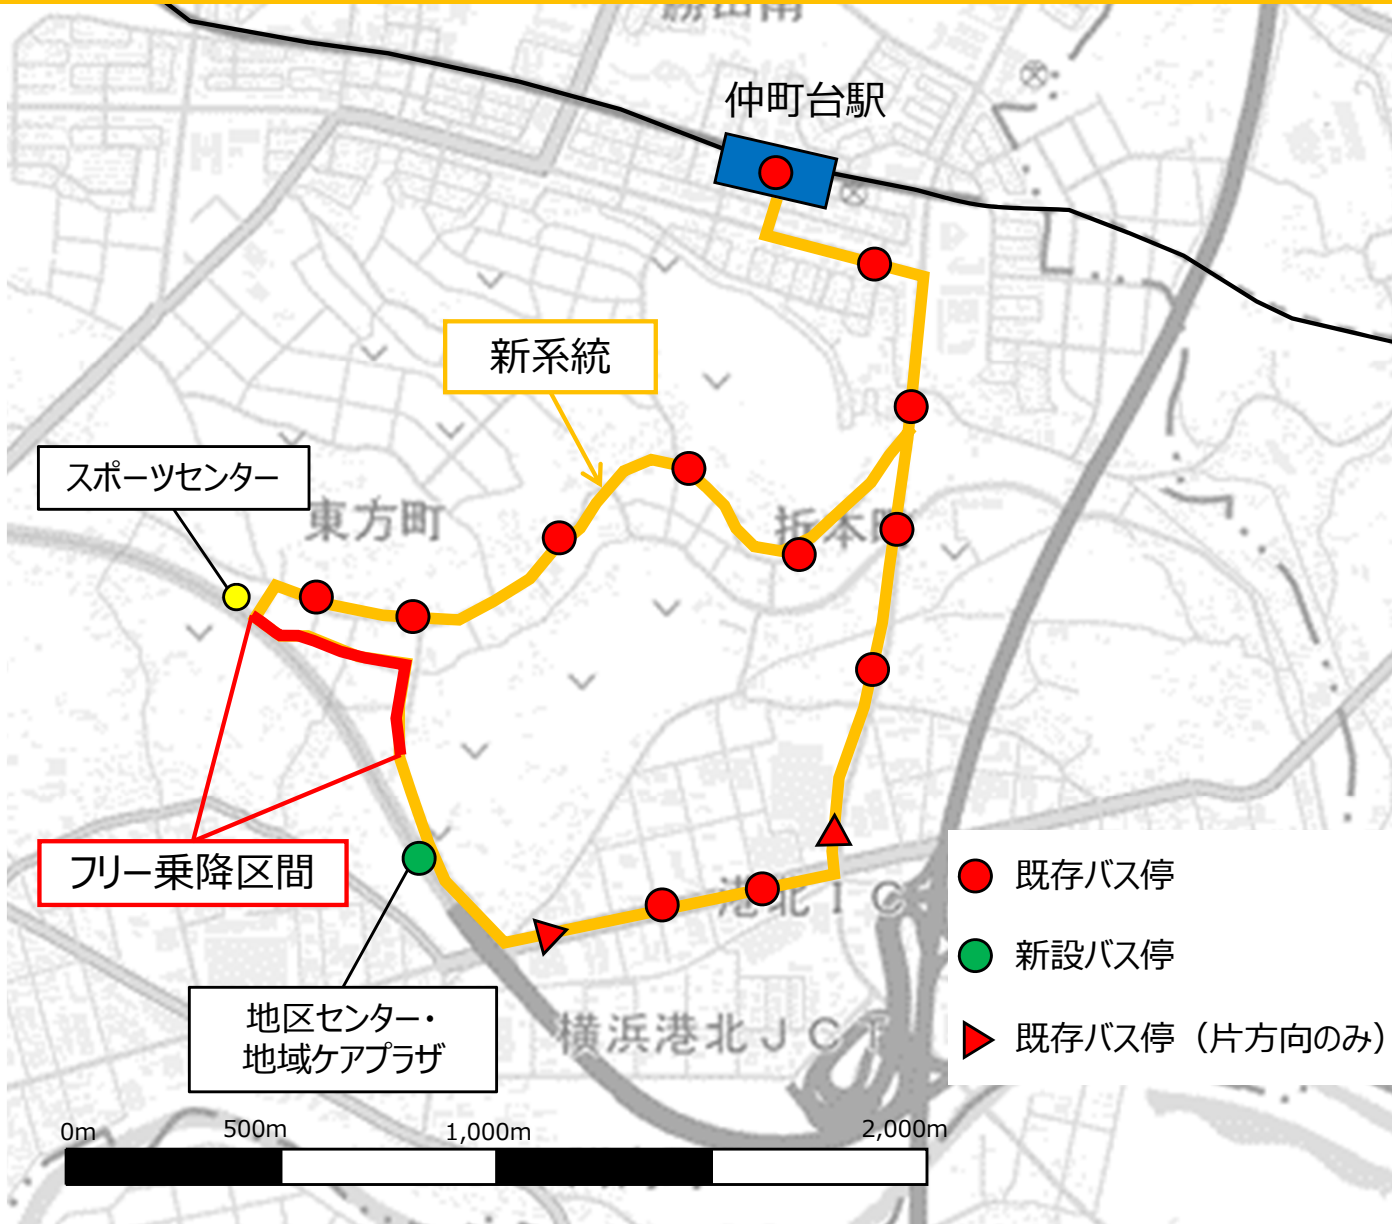 勝田南
仲町台駅
新系統
スポーツセンター
東方町
折本町
フリー乗降区間
港北IC
既存バス停
新設バス停
既存バス停（片方向のみ）
地区センター・
地域ケアプラザ
横浜港北JCT
0m
500m
1,000m
2,000m